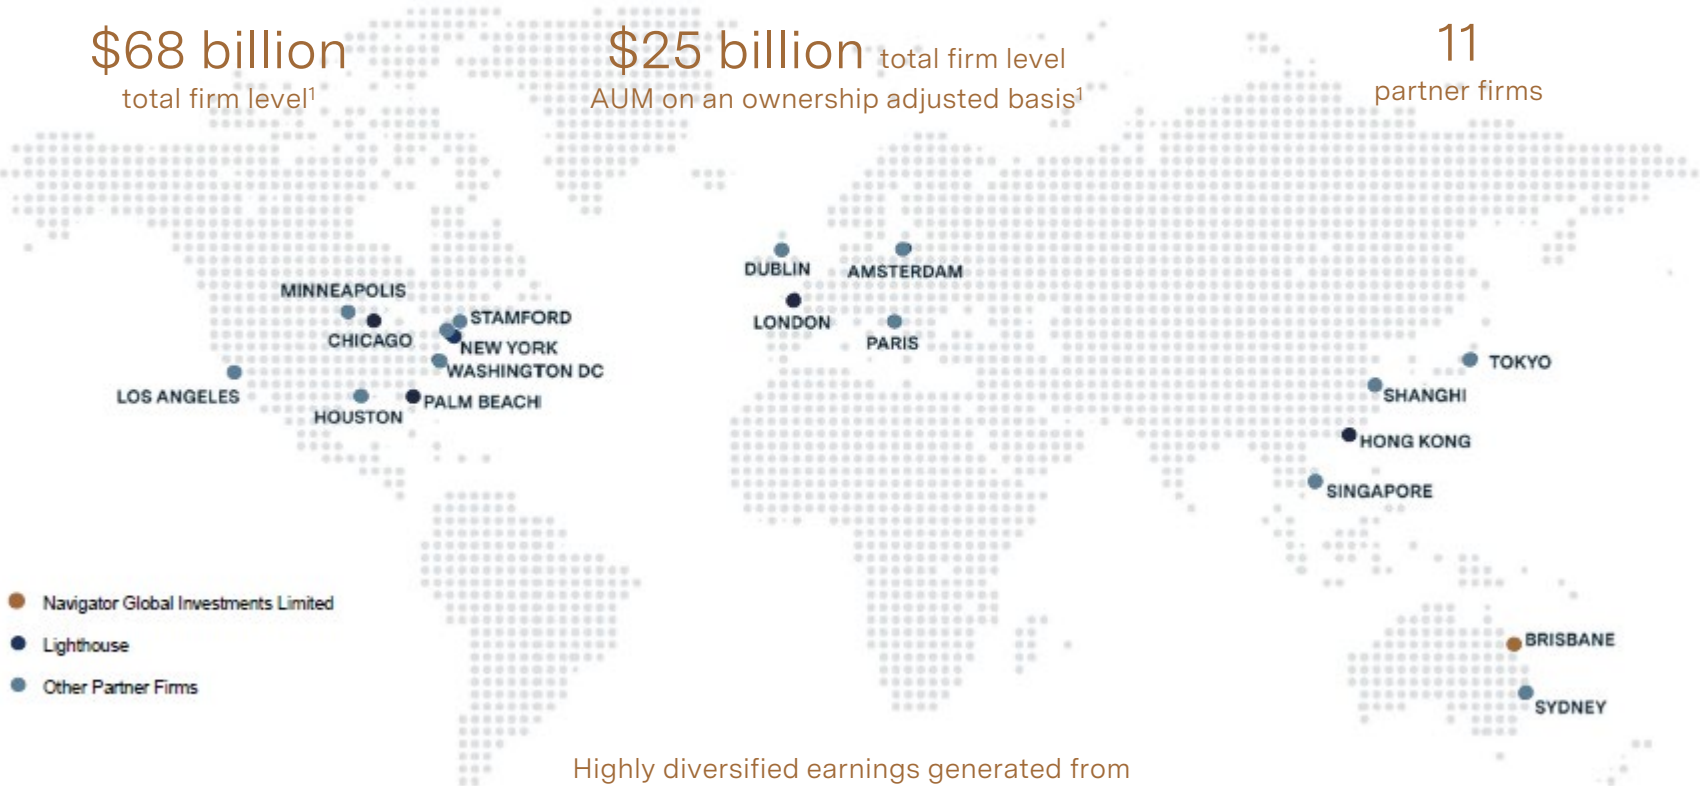 $68 billion
total firm level¹
$25 billion total firm level
AUM on an ownership adjusted basis¹
11
partner firms
DUBLIN
AMSTERDAM
MINNEAPOLIS
STAMFORD
LONDON
CHICAGO
PARIS
NEW YORK
WASHINGTON DC
TOKYO
LOS ANGELES
SHANGHI
PALM BEACHI
HOUSTON
HONG KONG
SINGAPORE
Navigator Global Investments Limited
Lighthouse
Other Partner Firms
BRISBANE
SYDNEY
Highly diversified earnings generated from